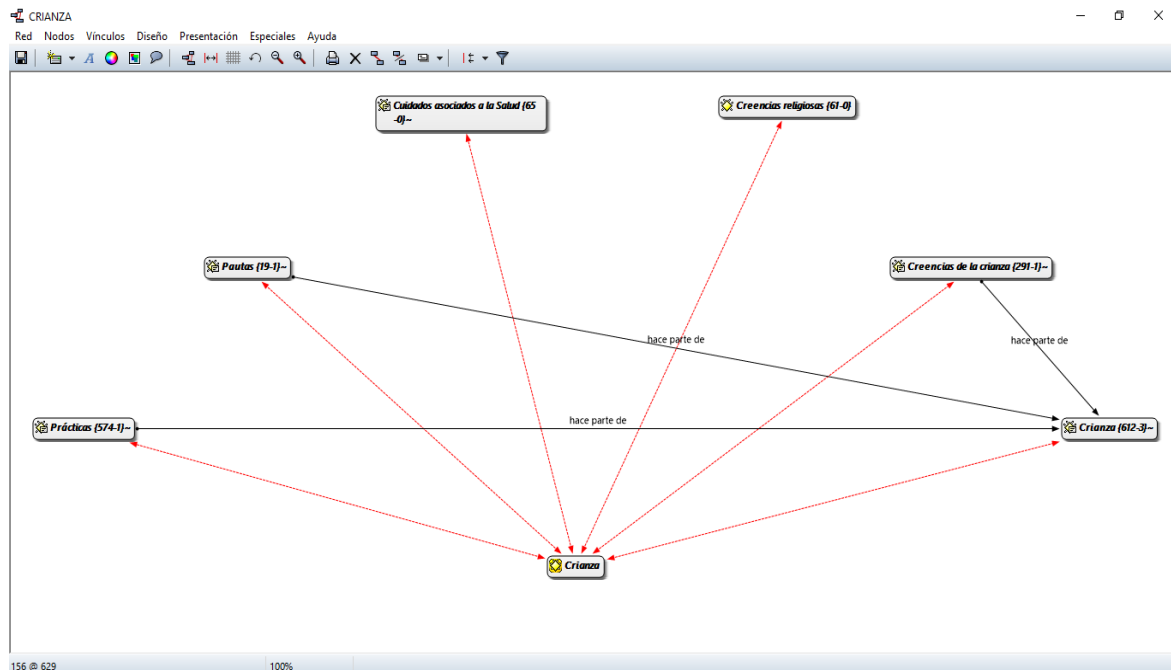 CRIANZA
Red Nodos Vínculos Diseño Presentación Especiales Ayuda
Cuidados asociados a la Salud {65
-0}~
Creencias religiosas {61-0}
Pautas {19-1}~
Creencias de la crianza {291-1}~
hace parte de
hace parte de
Prácticas {574-1}~
hace parte de
Crianza {612-3}~
Crianza
156 @ 629 100%